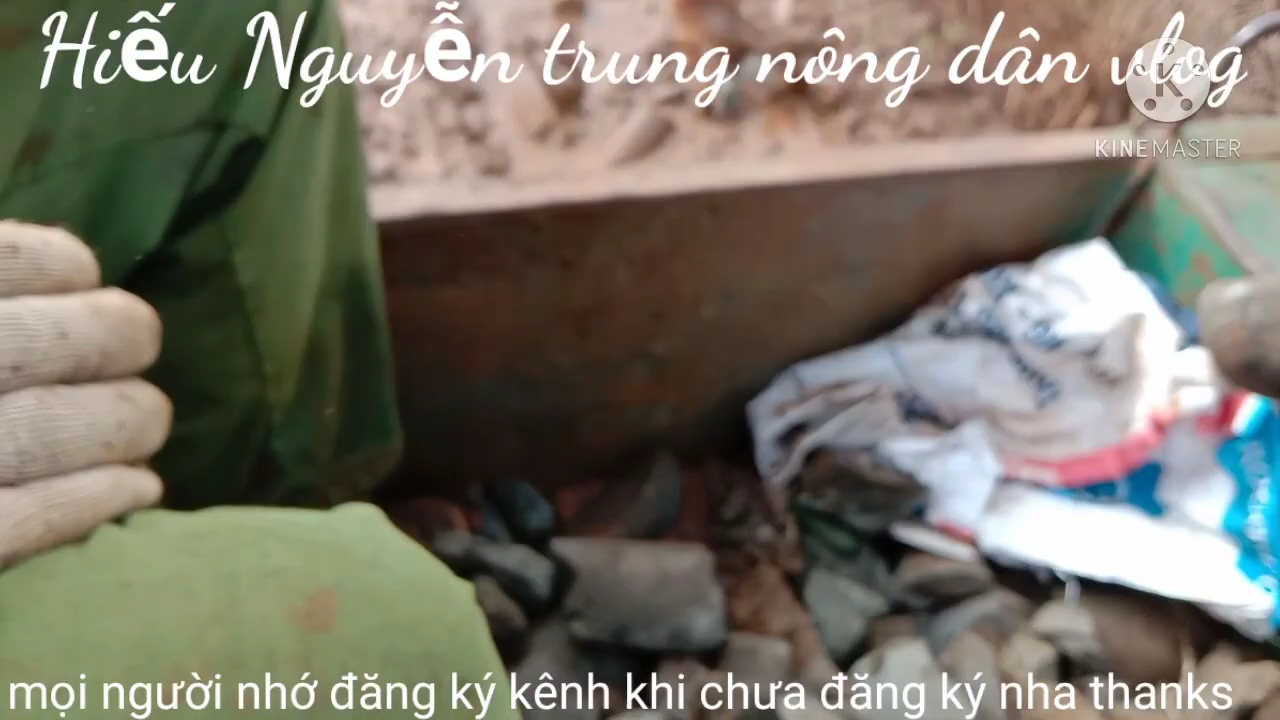 Hiếu Nguyễn trung nông dân vlog
KINEMASTER
mọi người nhớ đăng ký kênh khi chưa đăng ký nha thanks